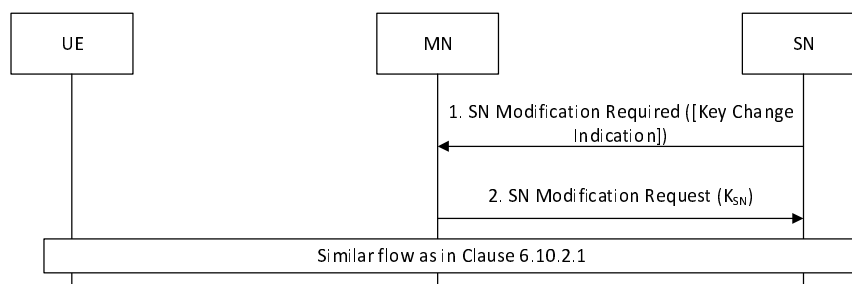 UE
MN
SN
1. SN Modification Required ([Key Change
Indication])
2. SN Modification Request (KSN)
Similar flow as in Clause 6.10.2.1